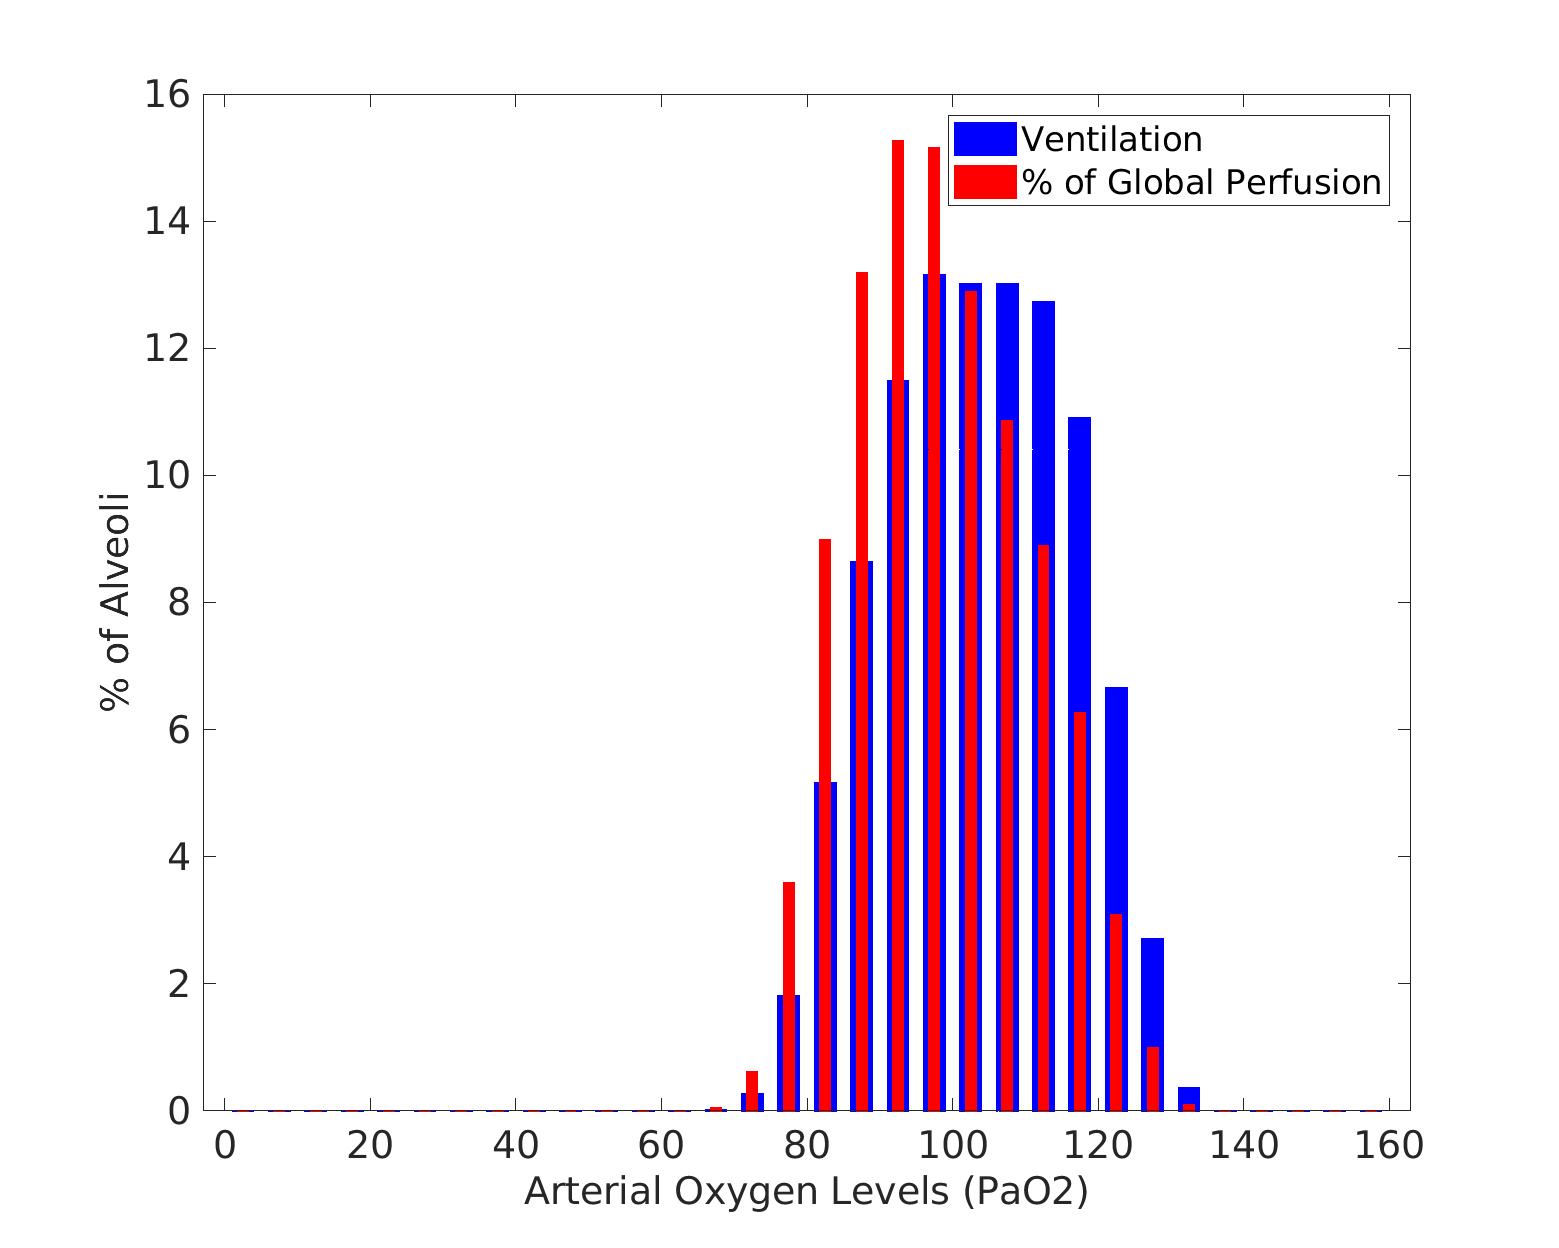 16
14
12
10
8
6
4
2
0
% of Alveoli
Ventilation
% of Global Perfusion
0 20 40 60 80 100 120 140 160
Arterial Oxygen Levels (PaO2)